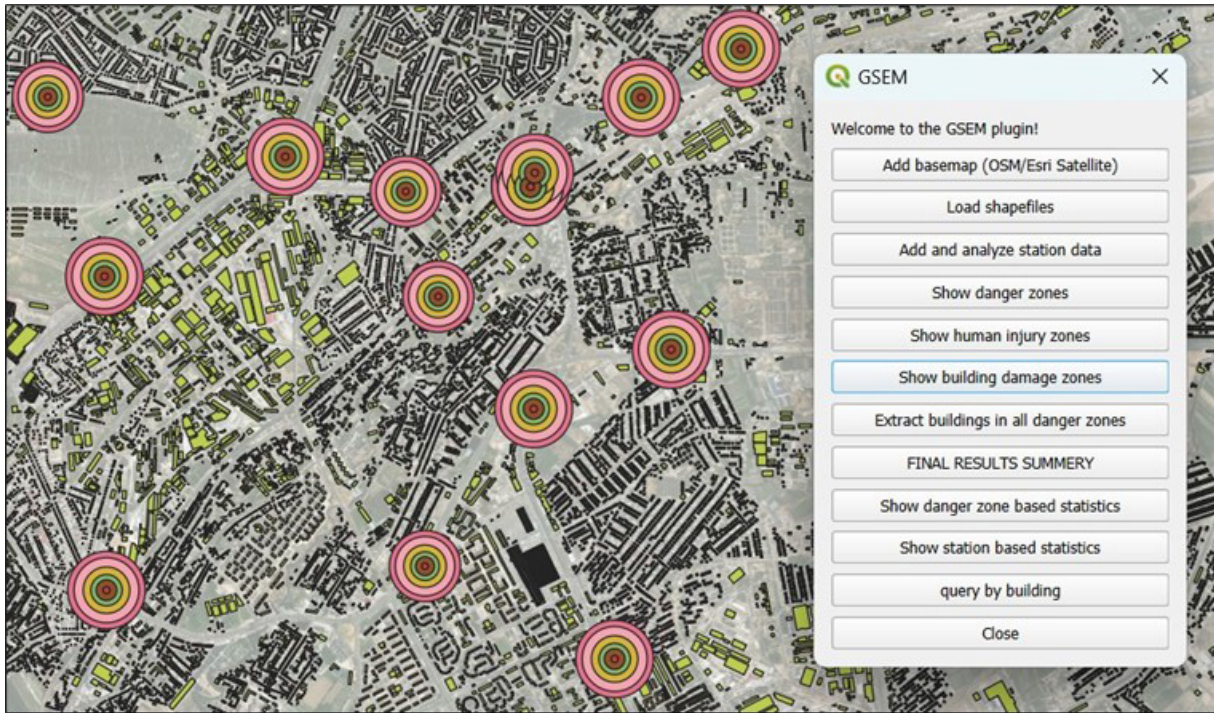 GSEM
Welcome to the GSEM plugin!
Add basemap (OSM/Esri Satellite)
Load shapefiles
Add and analyze station data
Show danger zones
Show human injury zones
Show building damage zones
Extract buildings in all danger zones
FINAL RESULTS SUMMERY
Show danger zone based statistics
Show station based statistics
query by building
Close